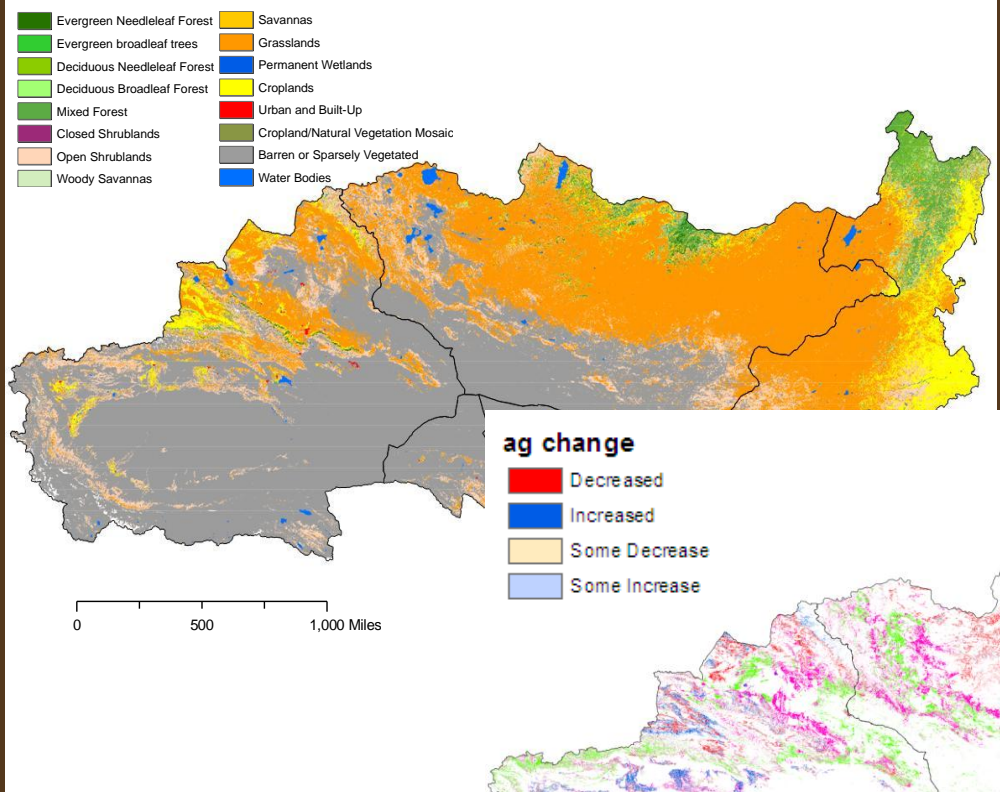 Evergreen Needleleaf Forest
Evergreen broadleaf trees
Deciduous Needleleaf Forest
Deciduous Broadleaf Forest
Mixed Forest
Closed Shrublands
Open Shrublands
Woody Savannas
Savannas
Grasslands
Permanent Wetlands
Croplands
Urban and Built-Up
Cropland/Natural Vegetation Mosaic
Barren or Sparsely Vegetated
Water Bodies
0 500 1,000 Miles
ag change
Decreased
Increased
Some Decrease
Some Increase